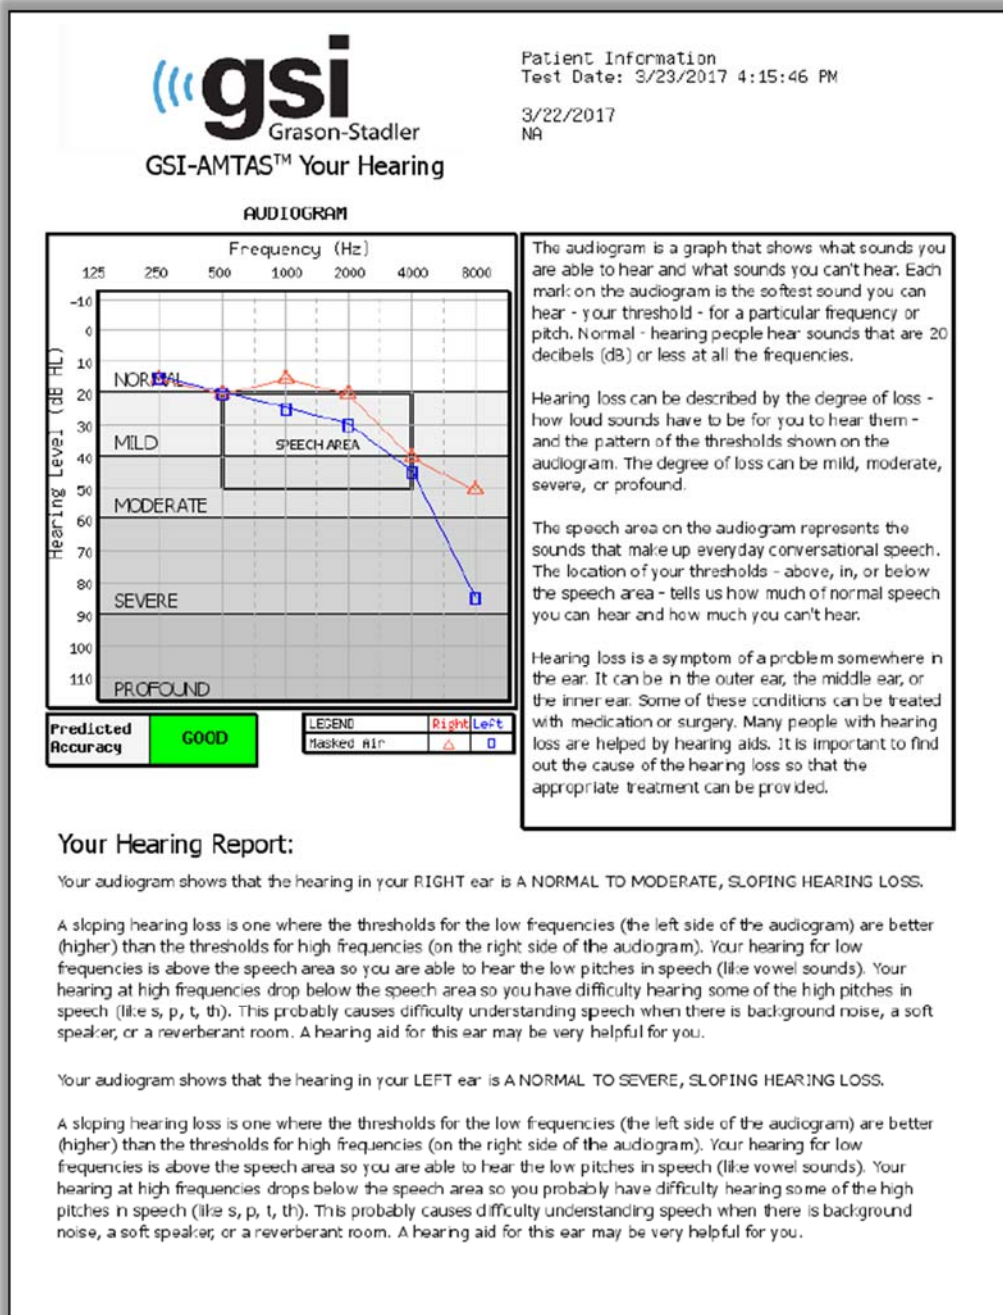 gsi
Grason-Stadler
GSI-AMTAS™ Your Hearing
Patient Information
Test Date: 3/23/2017 4:15:46 PM
3/22/2017
NA
AUDIOGRAM
Frequency (Hz)
125 250 500 1000 2000 4000 8000
Hearing Level (dB HL)
-10
0
10
NORMAL
20
30
MILD
SPEECH AREA
40
50
MODERATE
60
70
80
SEVERE
90
100
110
PROFOUND
Predicted
Accuracy
GOOD
LEGEND Right Left
Masked Air
The audiogram is a graph that shows what sounds you
are able to hear and what sounds you can't hear. Each
mark on the audiogram is the softest sound you can
hear - your threshold - for a particular frequency or
pitch. Normal - hearing people hear sounds that are 20
decibels (dB) or less at all the frequencies.
Hearing loss can be described by the degree of loss -
how loud sounds have to be for you to hear them -
and the pattern of the thresholds shown on the
audiogram. The degree of loss can be mild, moderate,
severe, or profound.
The speech area on the audiogram represents the
sounds that make up everyday conversational speech.
The location of your thresholds - above, in, or below
the speech area - tells us how much of normal speech
you can hear and how much you can't hear.
Hearing loss is a symptom of a problem somewhere in
the ear. It can be in the outer ear, the middle ear, or
the inner ear. Some of these conditions can be treated
with medication or surgery. Many people with hearing
loss are helped by hearing aids. It is important to find
out the cause of the hearing loss so that the
appropriate treatment can be provided.
Your Hearing Report:
Your audiogram shows that the hearing in your RIGHT ear is A NORMAL TO MODERATE, SLOPING HEARING LOSS.
A sloping hearing loss is one where the thresholds for the low frequencies (the left side of the audiogram) are better
(higher) than the thresholds for high frequencies (on the right side of the audiogram). Your hearing for low
frequencies is above the speech area so you are able to hear the low pitches in speech (like vowel sounds). Your
hearing at high frequencies drop below the speech area so you have difficulty hearing some of the high pitches in
speech (like s, p, t, th). This probably causes difficulty understanding speech when there is background noise, a soft
speaker, or a reverberant room. A hearing aid for this ear may be very helpful for you.
Your audiogram shows that the hearing in your LEFT ear is A NORMAL TO SEVERE, SLOPING HEARING LOSS.
A sloping hearing loss is one where the thresholds for the low frequencies (the left side of the audiogram) are better
(higher) than the thresholds for high frequencies (on the right side of the audiogram). Your hearing for low
frequencies is above the speech area so you are able to hear the low pitches in speech (like vowel sounds). Your
hearing at high frequencies drops below the speech area so you probably have difficulty hearing some of the high
pitches in speech (like s, p, t, th). This probably causes difficulty understanding speech when there is background
noise, a soft speaker, or a reverberant room. A hearing aid for this ear may be very helpful for you.